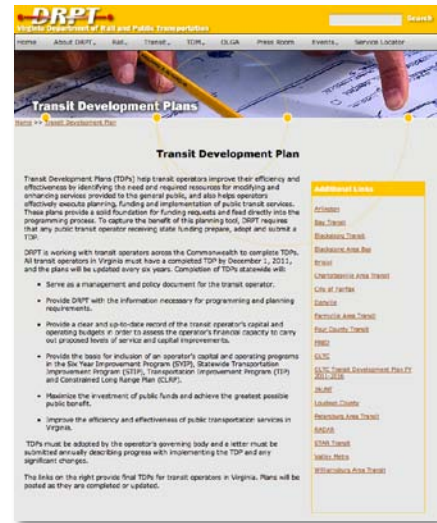 DRPT
Virginia Department of Rail and Public Transportation
Search
Home About DRPT Rail Transit TDM OLGA Press Room Events Service Locator
Transit Development Plans
Home >> Transit Development Plan
Transit Development Plan
Transit Development Plans (TDPs) help transit operators improve their efficiency and
effectiveness by identifying the need and required resources for modifying and
enhancing services provided to the general public, and also helps operators
effectively execute planning, funding and implementation of public transit services.
These plans provide a solid foundation for funding requests and feed directly into the
programming process. To capture the benefit of this planning tool, DRPT requires
that any public transit operator receiving state funding prepare, adopt and submit a
TDP.
DRPT is working with transit operators across the Commonwealth to complete TDPs.
All transit operators in Virginia must have a completed TDP by December 1, 2011,
and the plans will be updated every six years. Completion of TDPs statewide will:
• Serve as a management and policy document for the transit operator.
• Provide DRPT with the information necessary for programming and planning
requirements.
• Provide a clear and up-to-date record of the transit operator's capital and
operating budgets in order to assess the operator's financial capacity to carry
out proposed levels of service and capital improvements.
• Provide the basis for inclusion of an operator's capital and operating programs
in the Six Year Improvement Program (SYIP), Statewide Transportation
Improvement Program (STIP), Transportation Improvement Program (TIP)
and Constrained Long Range Plan (CLRP).
• Maximize the investment of public funds and achieve the greatest possible
public benefit.
• Improve the efficiency and effectiveness of public transportation services in
Virginia.
TDPs must be adopted by the operator's governing body and a letter must be
submitted annually describing progress with implementing the TDP and any
significant changes.
The links on the right provide final TDPs for transit operators in Virginia. Plans will be
posted as they are completed or updated.
Additional Links
Arlington
Bay Transit
Blacksburg Transit
Blackstone Area Bus
Bristol
Charlottesville Area Transit
City of Fairfax
Danville
Farmville Area Transit
Four County Transit
FRED
GLTC
GLTC Transit Development Plan FY
2011-2016
JAUNT
Loudoun County
Petersburg Area Transit
RADAR
STAR Transit
Valley Metro
Williamsburg Area Transit